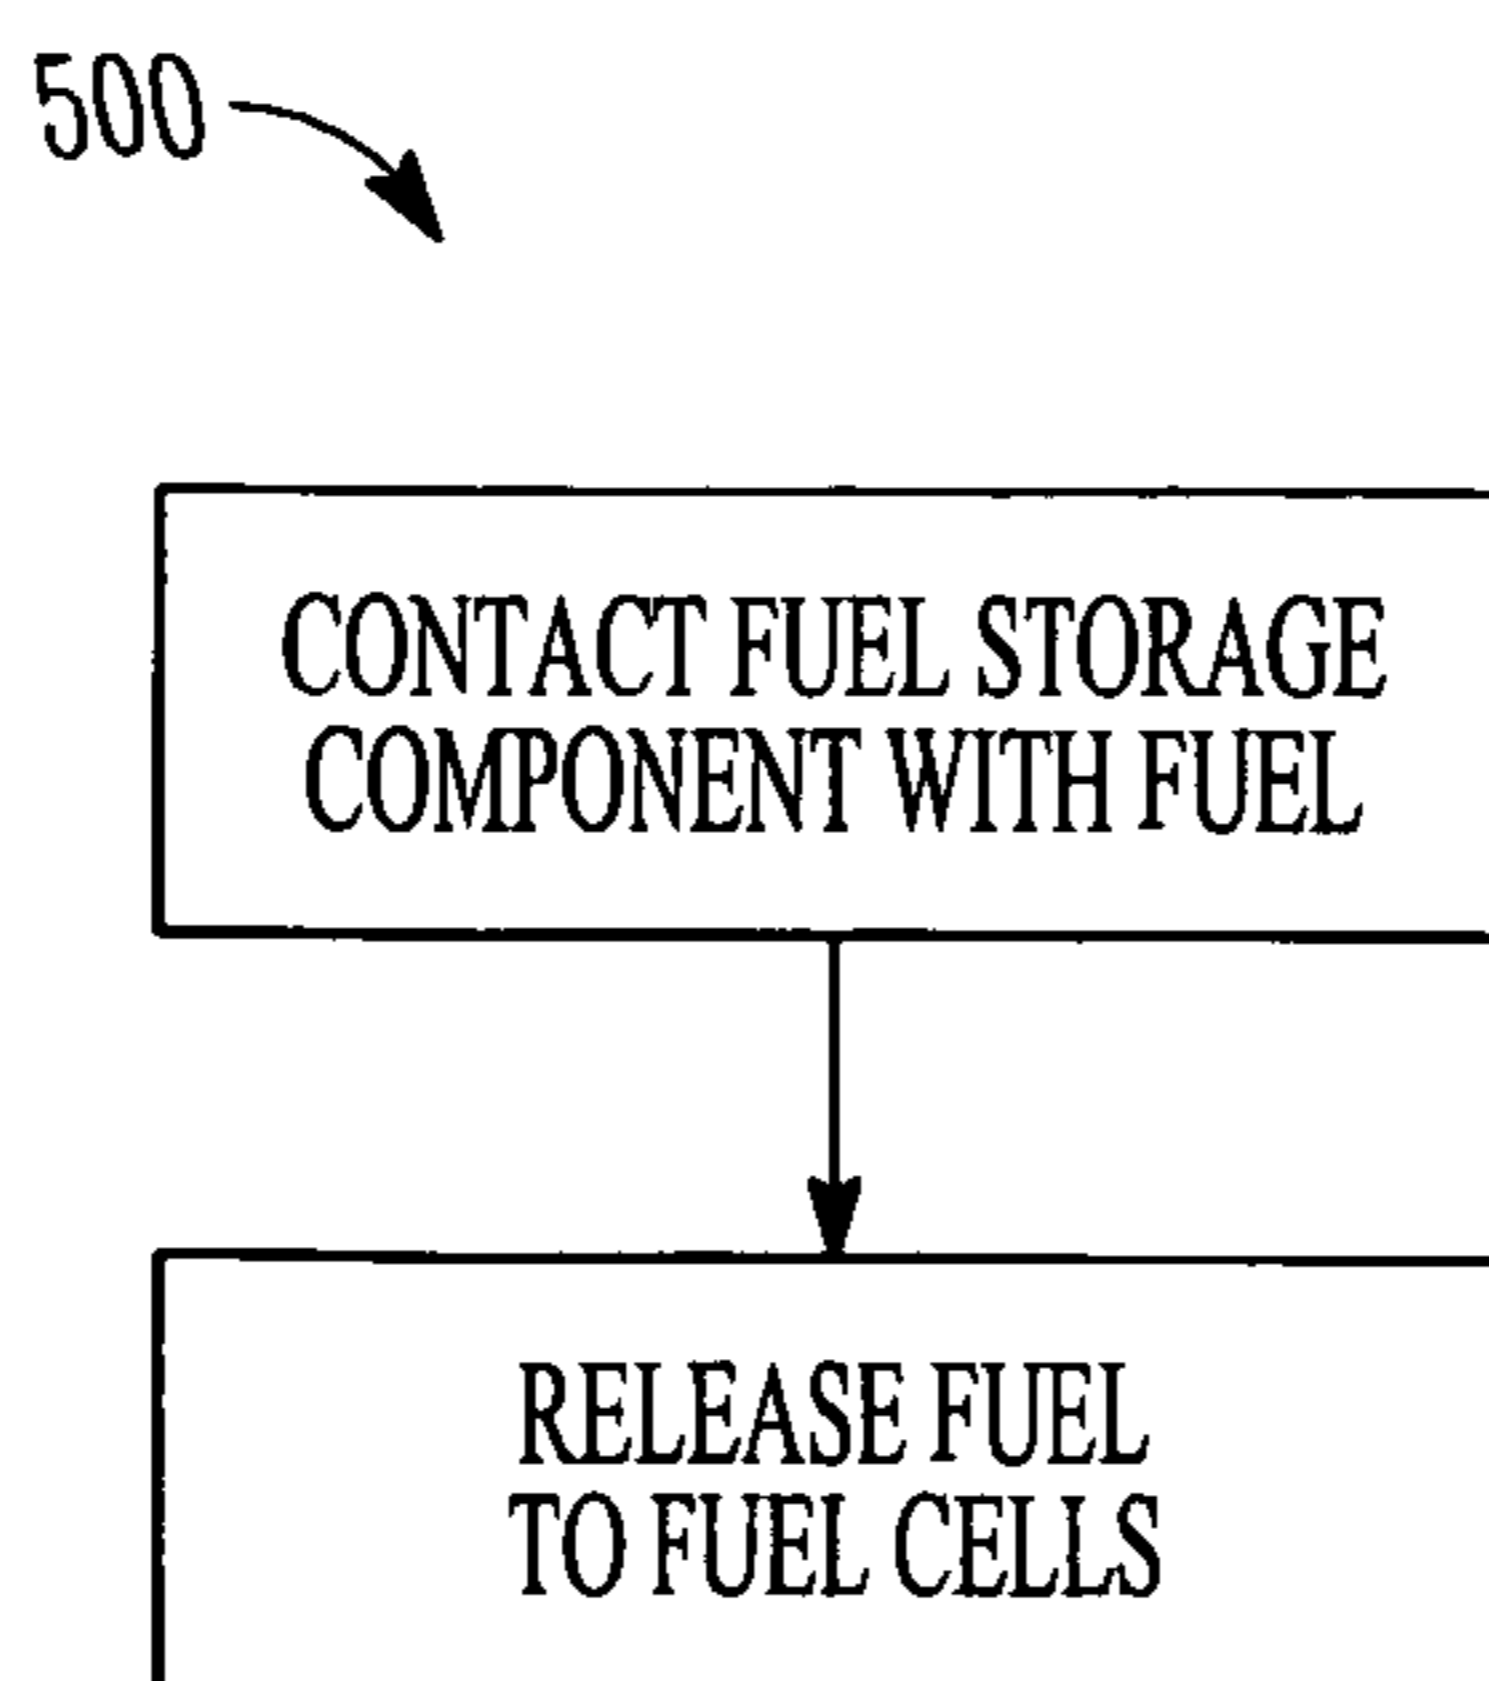 500
CONTACT FUEL STORAGE
COMPONENT WITH FUEL
RELEASE FUEL
TO FUEL CELLS